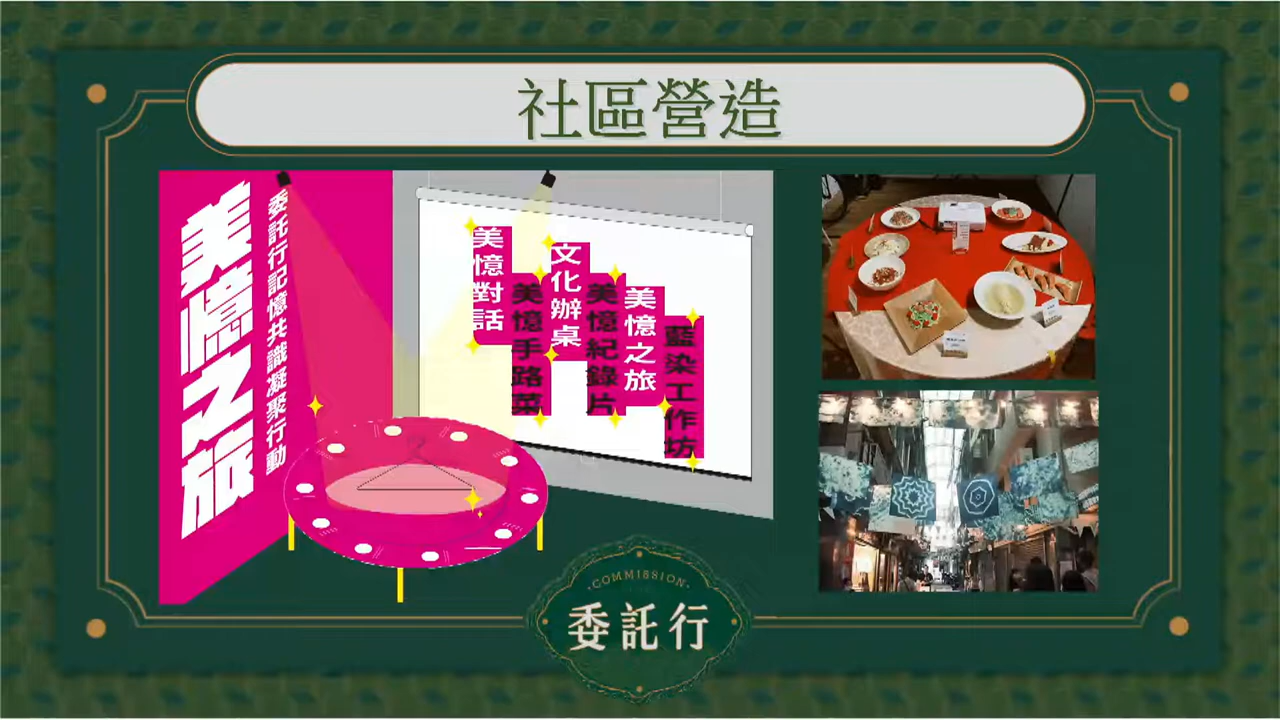 社區營造
美憶之旅
委託行記憶共識凝聚行動
美憶對話
美憶手路菜
文化辦桌
美憶紀錄片
美憶之旅
藍染工作坊
COMMISSION
委託行